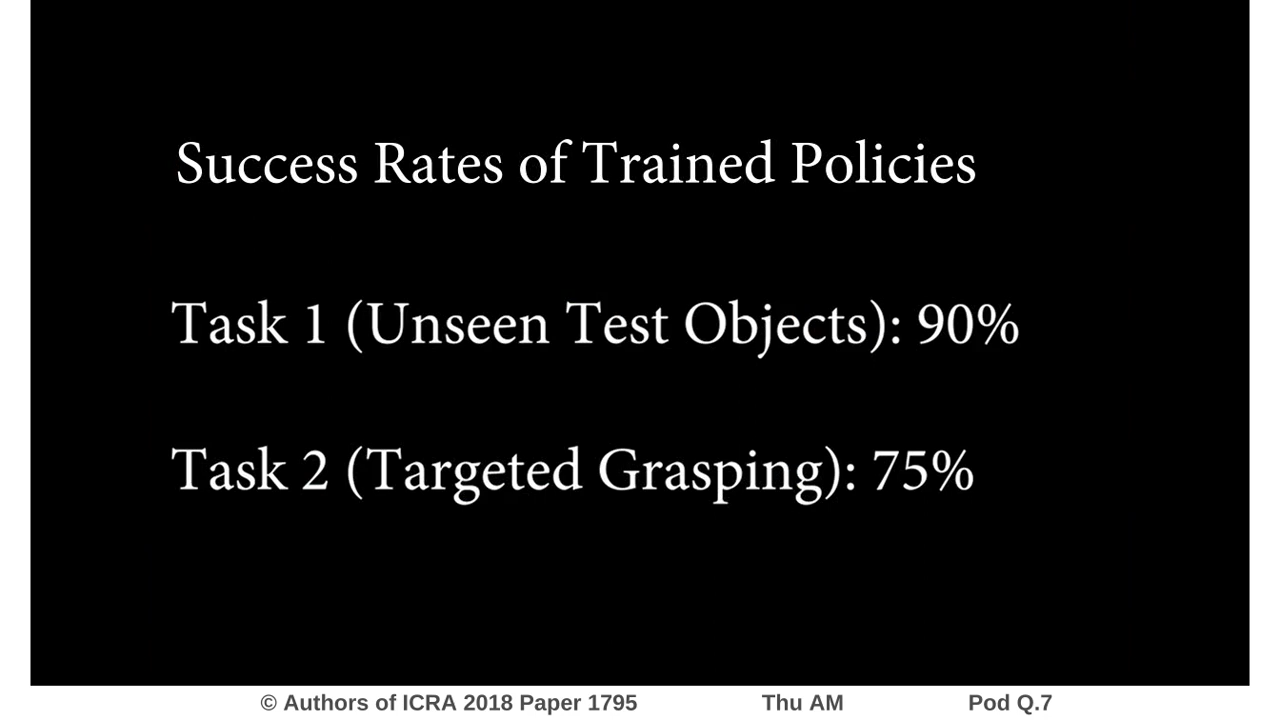 Success Rates of Trained Policies
Task 1 (Unseen Test Objects): 90%
Task 2 (Targeted Grasping): 75%
© Authors of ICRA 2018 Paper 1795 Thu AM Pod Q.7